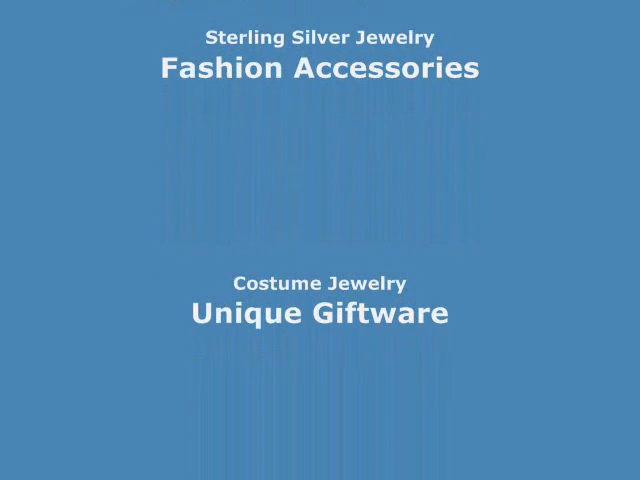 Sterling Silver Jewelry
Fashion Accessories
Costume Jewelry
Unique Giftware